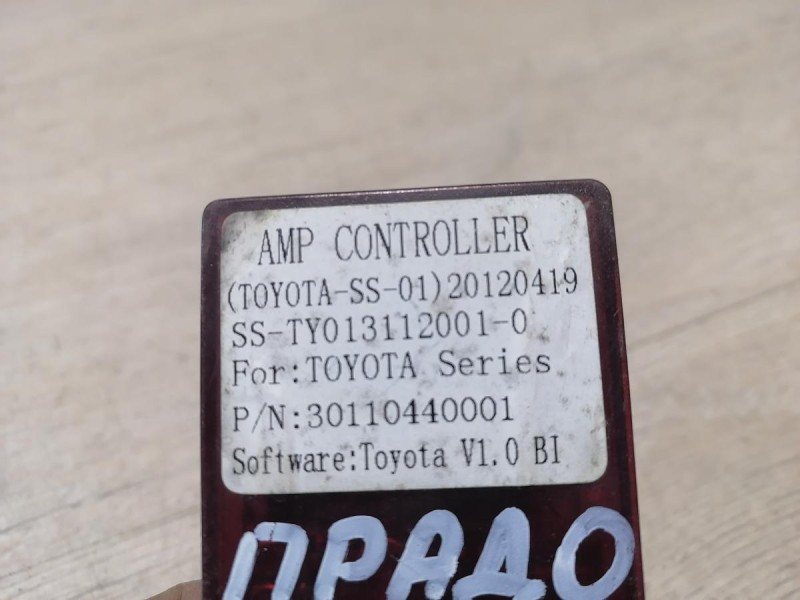 AMP CONTROLLER
(TOYOTA-SS-01)20120419
SS-TY013112001-0
For:TOYOTA Series
P/N:30110440001
Software:Toyota V1.0 BI
ПРАДО